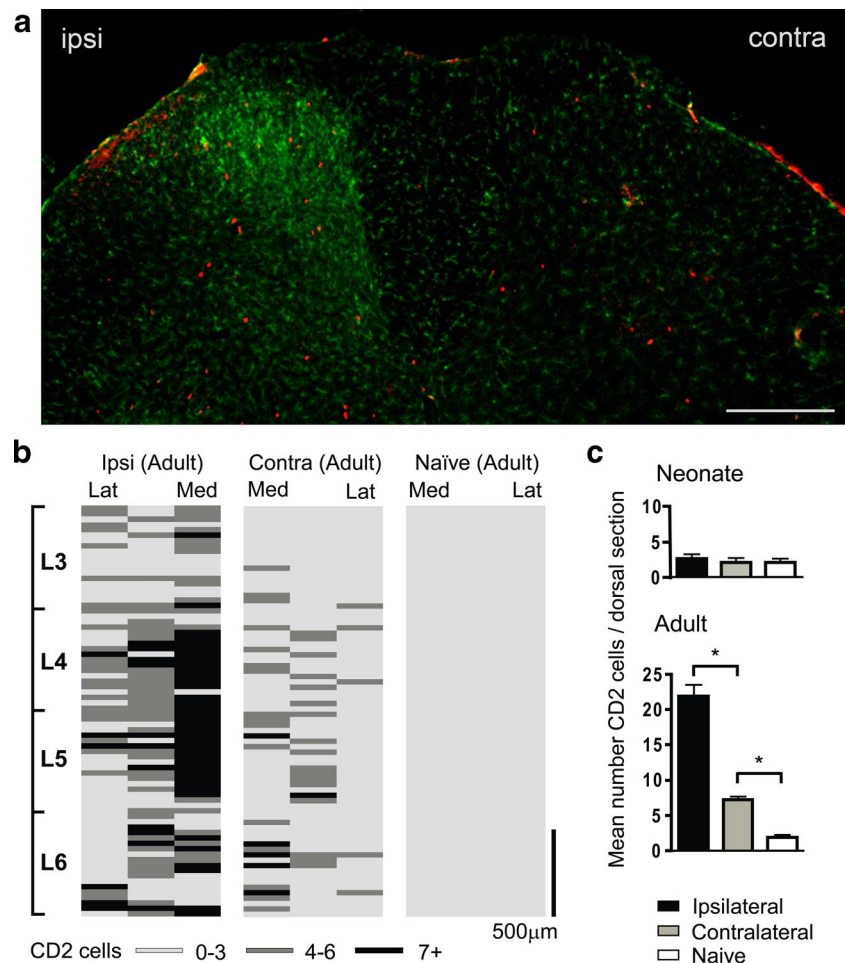 a
ipsi contra
b
Ipsi (Adult) Contra (Adult) Naïve (Adult)
Lat Med Med Lat Med Lat
L3
L4
L5
L6
500μm
CD2 cells 0-3 4-6 7+
c
Neonate
10
5
0
Adult
*
*
25
20
15
10
5
0
Mean number CD2 cells / dorsal section
Ipsilateral
Contralateral
Naive